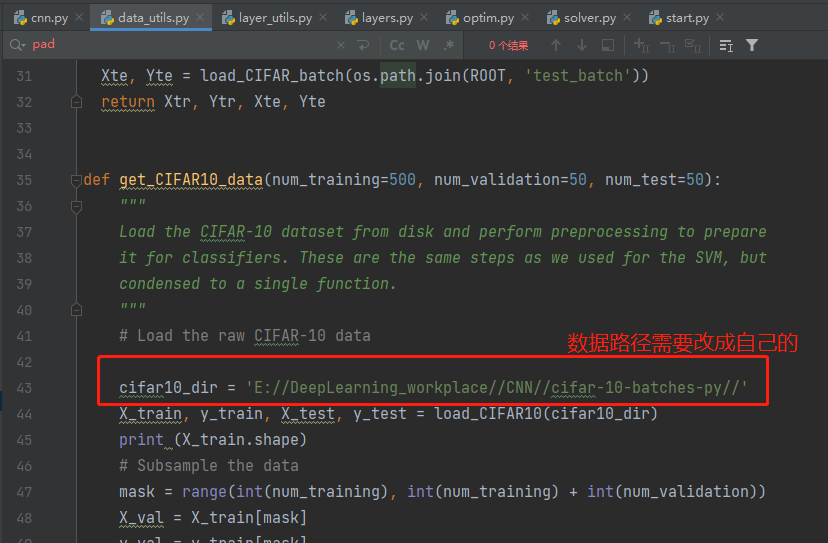 cnn.py data_utils.py layer_utils.py layers.py optim.py solver.py start.py
pad Cc W .* 0 个结果
31 Xte, Yte = load_CIFAR_batch(os.path.join(ROOT, 'test_batch'))
32 return Xtr, Ytr, Xte, Yte
33
34
35 def get_CIFAR10_data(num_training=500, num_validation=50, num_test=50):
36 """
37 Load the CIFAR-10 dataset from disk and perform preprocessing to prepare
38 it for classifiers. These are the same steps as we used for the SVM, but
39 condensed to a single function.
40 """
41 # Load the raw CIFAR-10 data
数据路径需要改成自己的
42
43 cifar10_dir = 'E://DeepLearning_workplace//CNN//cifar-10-batches-py//'
44 X_train, y_train, X_test, y_test = load_CIFAR10(cifar10_dir)
45 print (X_train.shape)
46 # Subsample the data
47 mask = range(int(num_training), int(num_training) + int(num_validation))
48 X_val = X_train[mask]